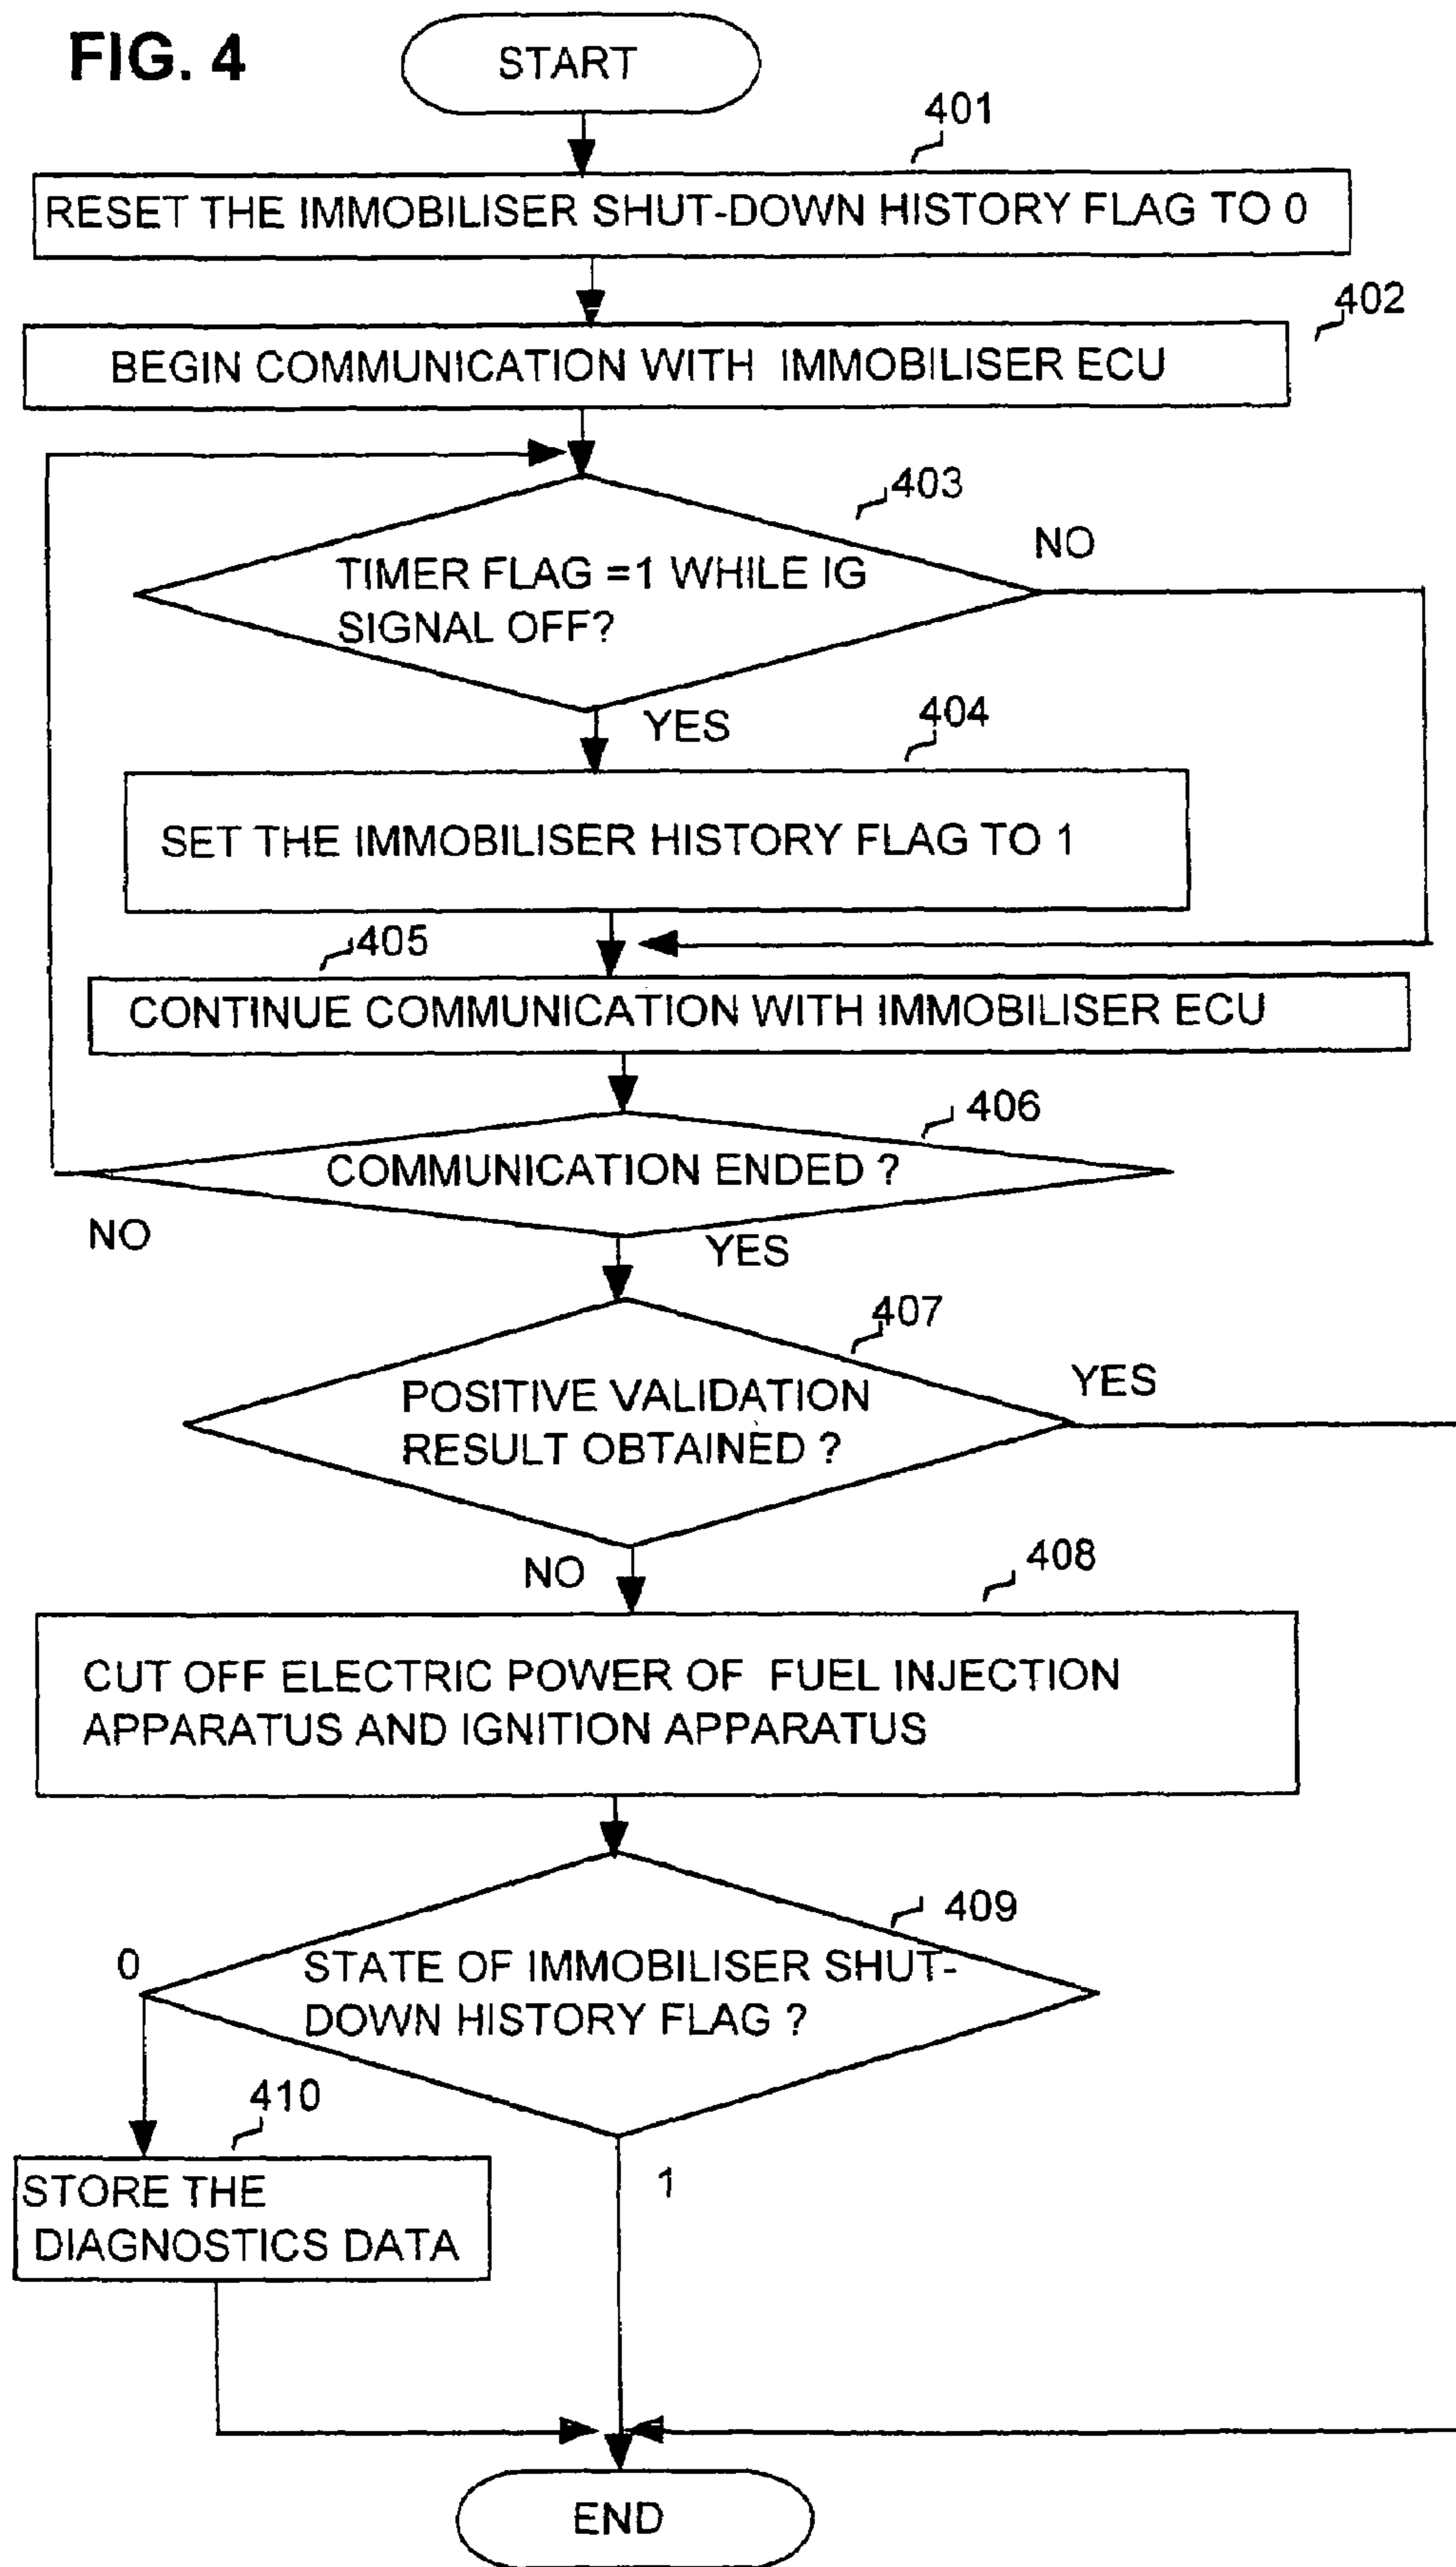 FIG. 4
START
401
RESET THE IMMOBILISER SHUT-DOWN HISTORY FLAG TO 0
402
BEGIN COMMUNICATION WITH IMMOBILISER ECU
403
NO
TIMER FLAG =1 WHILE IG
SIGNAL OFF?
YES
404
SET THE IMMOBILISER HISTORY FLAG TO 1
405
CONTINUE COMMUNICATION WITH IMMOBILISER ECU
406
COMMUNICATION ENDED ?
NO
YES
407
YES
POSITIVE VALIDATION
RESULT OBTAINED ?
NO
408
CUT OFF ELECTRIC POWER OF FUEL INJECTION
APPARATUS AND IGNITION APPARATUS
409
0
STATE OF IMMOBILISER SHUT-
DOWN HISTORY FLAG ?
410
1
STORE THE
DIAGNOSTICS DATA
END